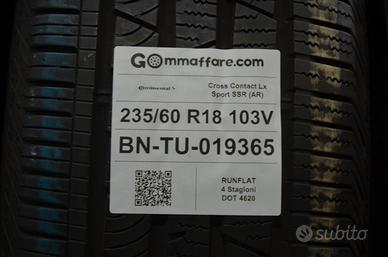 GOmmaffare.com
Continental
Cross Contact Lx
Sport SSR (AR)
235/60 R18 103V
BN-TU-019365
RUNFLAT
4 Stagioni
DOT 4620
subito